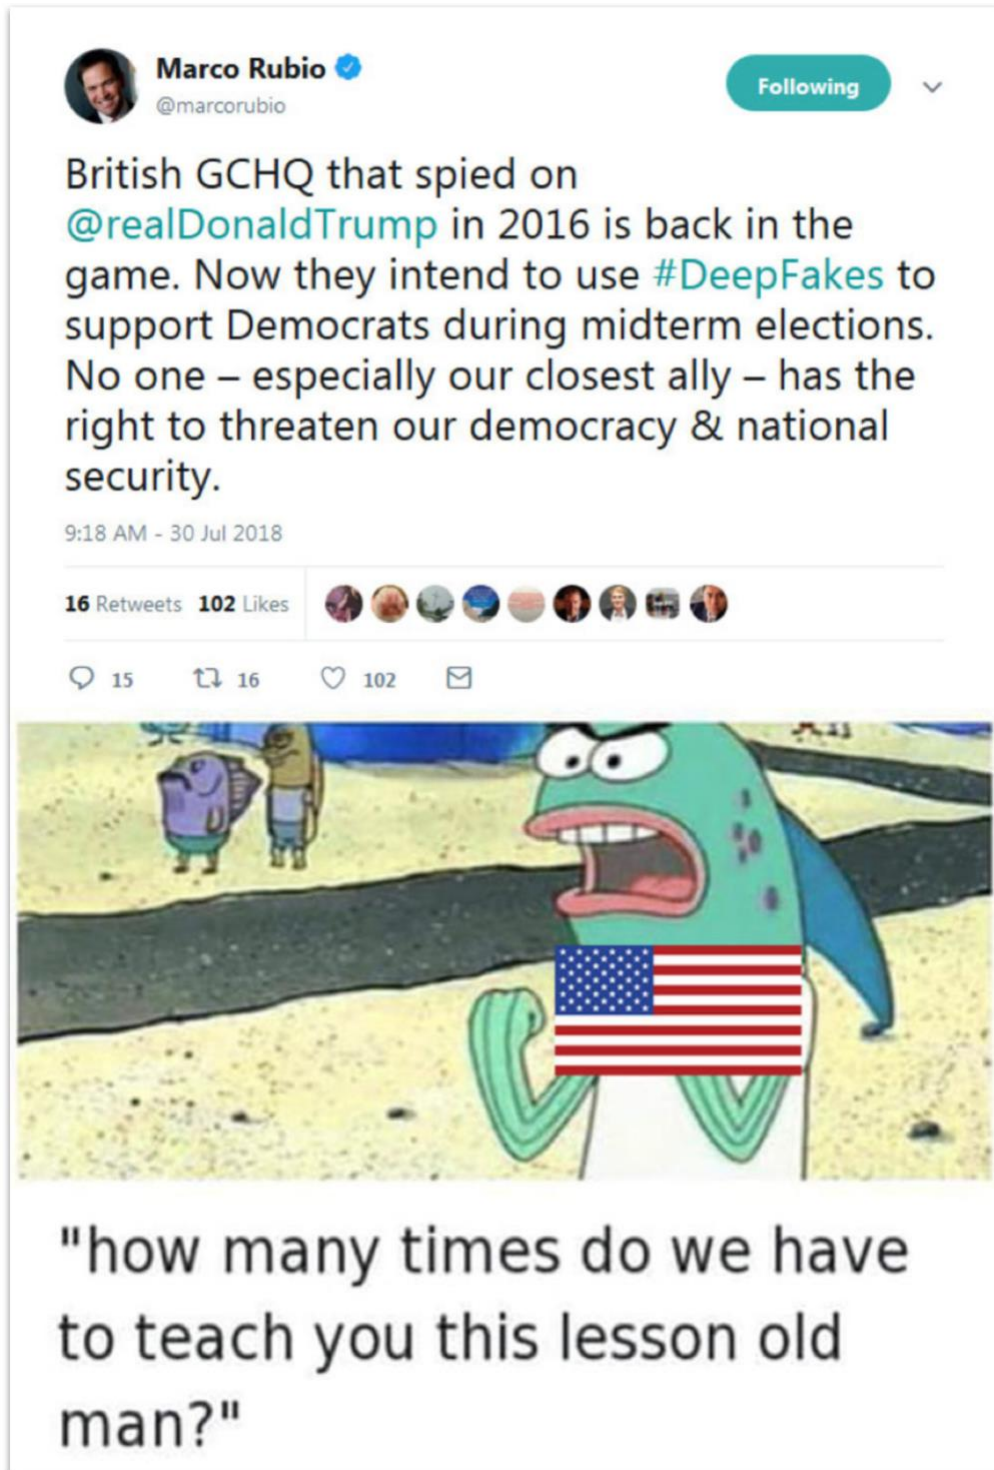 Marco Rubio
@marcorubio
Following
British GCHQ that spied on
@realDonaldTrump in 2016 is back in the
game. Now they intend to use #DeepFakes to
support Democrats during midterm elections.
No one – especially our closest ally – has the
right to threaten our democracy & national
security.
9:18 AM - 30 Jul 2018
16 Retweets 102 Likes
15 16 102
"how many times do we have
to teach you this lesson old
man?"